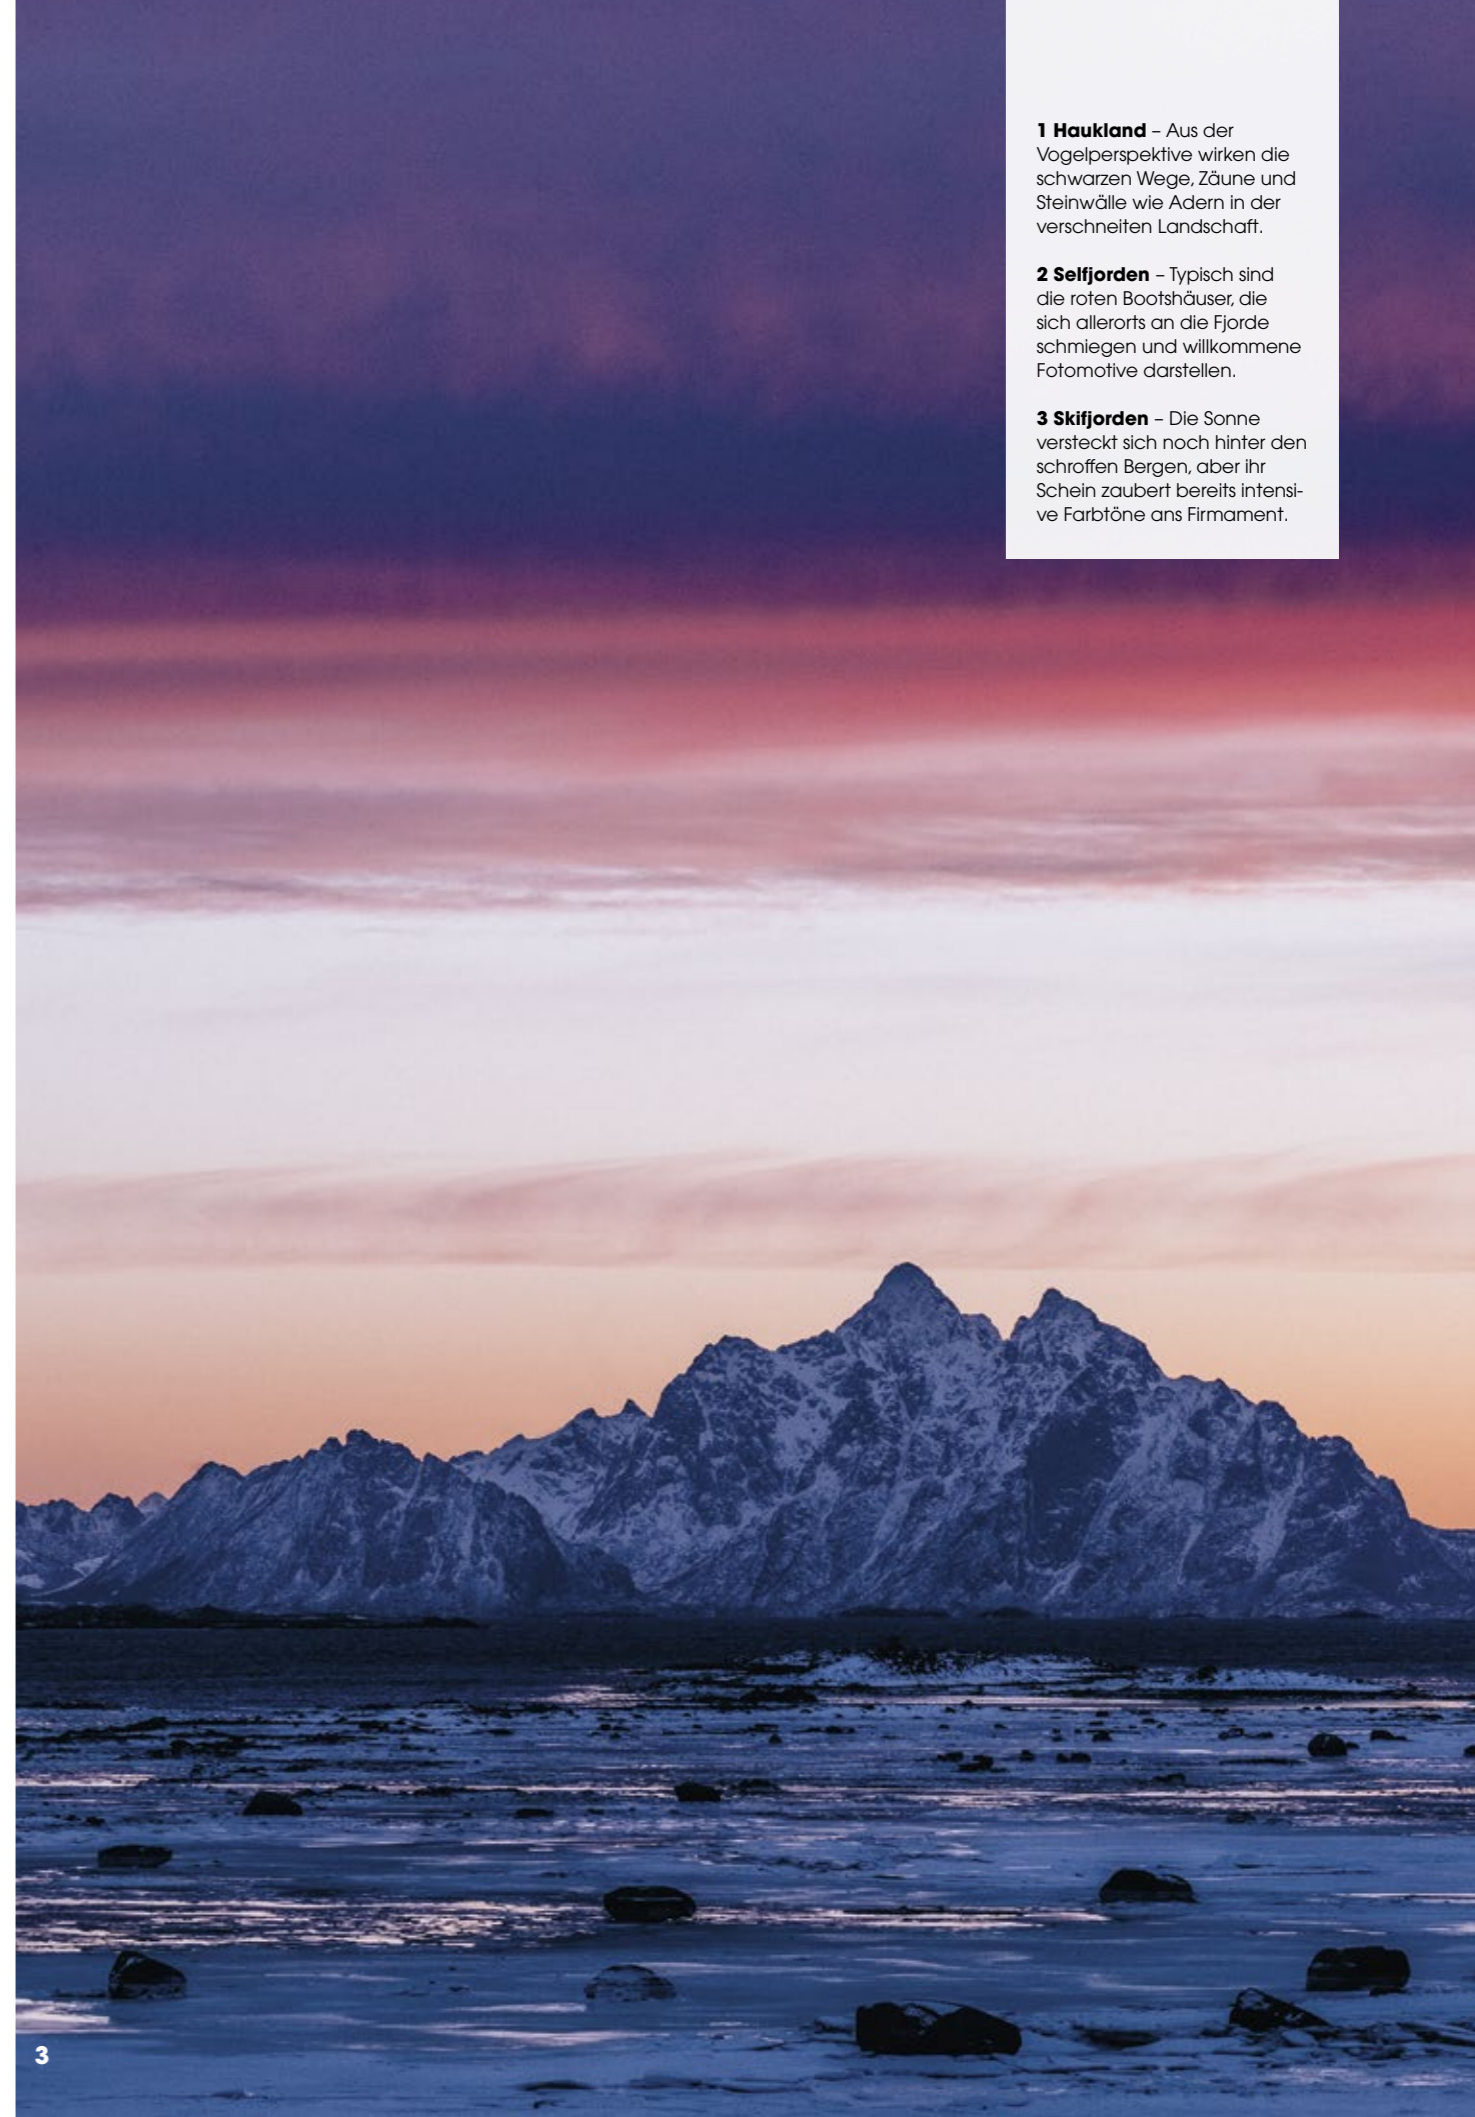 1 Haukland – Aus der
Vogelperspektive wirken die
schwarzen Wege, Zäune und
Steinwälle wie Adern in der
verschneiten Landschaft.
2 Selfjorden – Typisch sind
die roten Bootshäuser, die
sich allerorts an die Fjorde
schmiegen und willkommene
Fotomotive darstellen.
3 Skifjorden – Die Sonne
versteckt sich noch hinter den
schroffen Bergen, aber ihr
Schein zaubert bereits intensi-
ve Farbtöne ans Firmament.
3